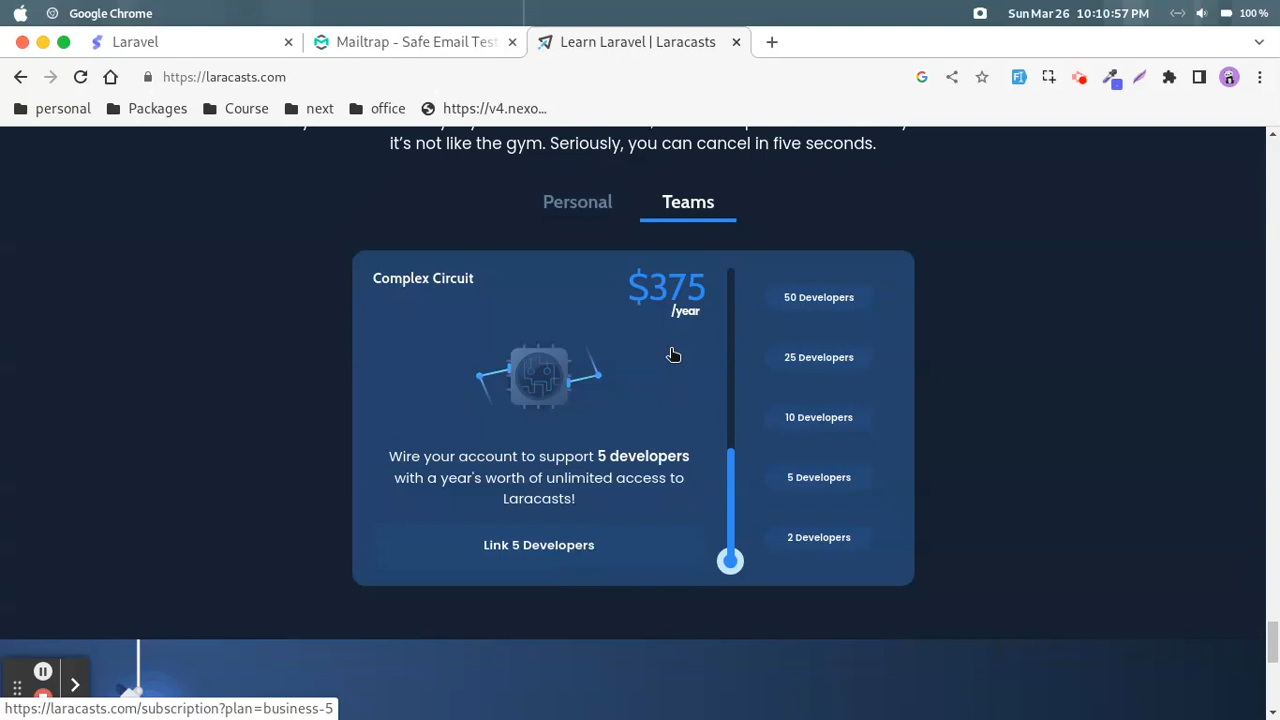 Google Chrome
Sun Mar 26 10:10:57 PM
100 %
Laravel
Mailtrap - Safe Email Test
Learn Laravel | Laracasts
https://laracasts.com
personal
Packages
Course
next
office
https://v4.nexo...
it's not like the gym. Seriously, you can cancel in five seconds.
Personal
Teams
Complex Circuit
$375
/year
50 Developers
25 Developers
10 Developers
5 Developers
2 Developers
Wire your account to support 5 developers
with a year's worth of unlimited access to
Laracasts!
Link 5 Developers
https://laracasts.com/subscription?plan=business-5